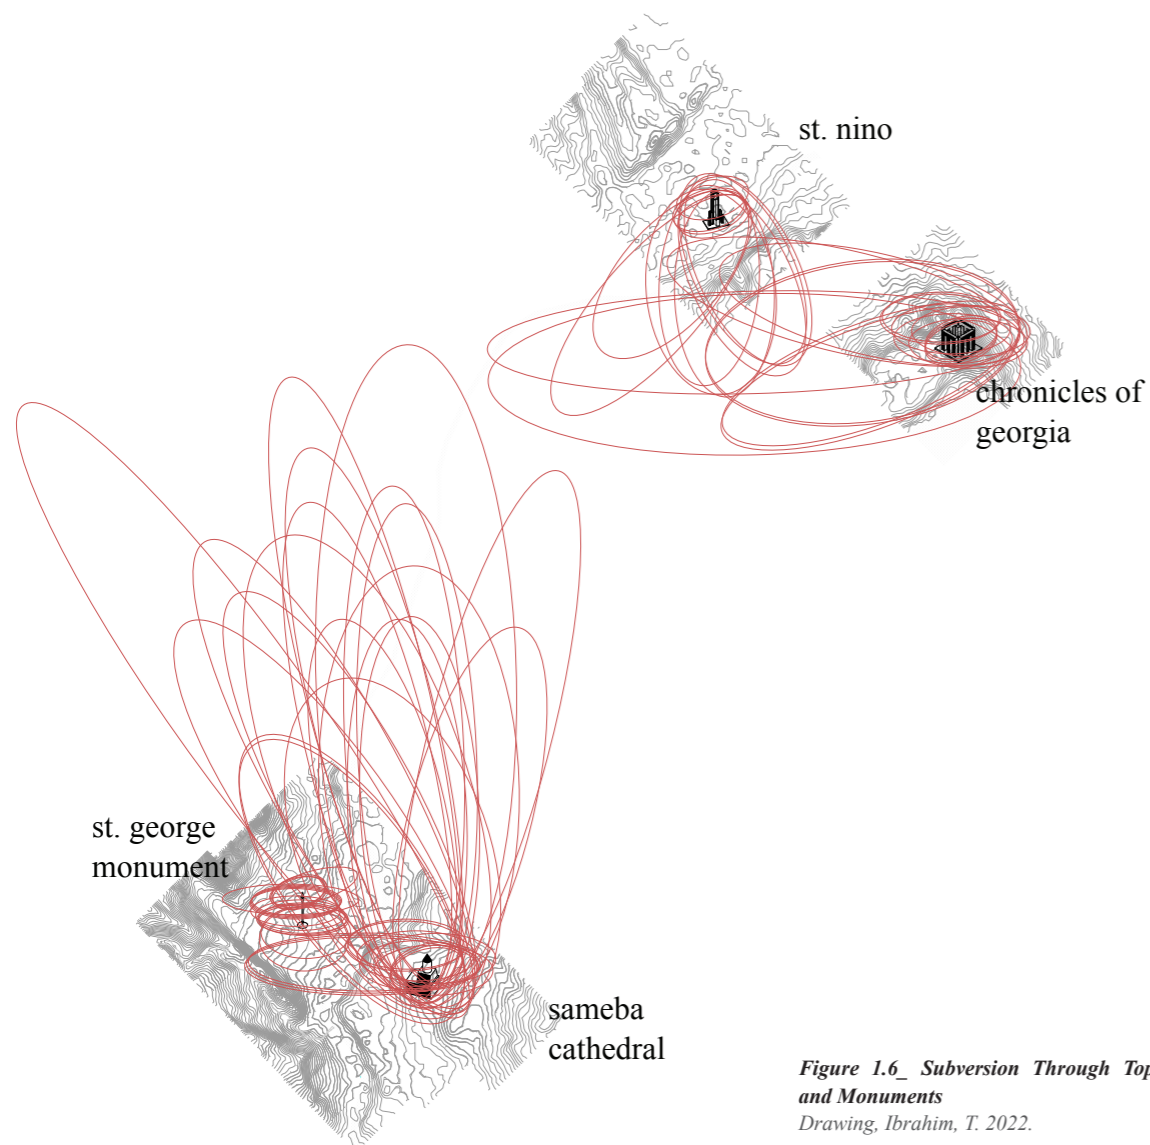 st. nino
chronicles of
georgia
st. george
monument
sameba
cathedral
Figure 1.6_ Subversion Through
and Monuments
Drawing, Ibrahim, T. 2022.